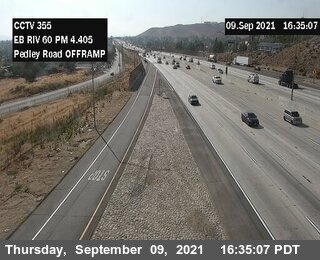 CCTV 355
EB RIV 60 PM 4.405
Pedley Road OFFRAMP
09.Sep 2021 16:35:07
STOP
Thursday, September 09, 2021 16:35:07 PDT